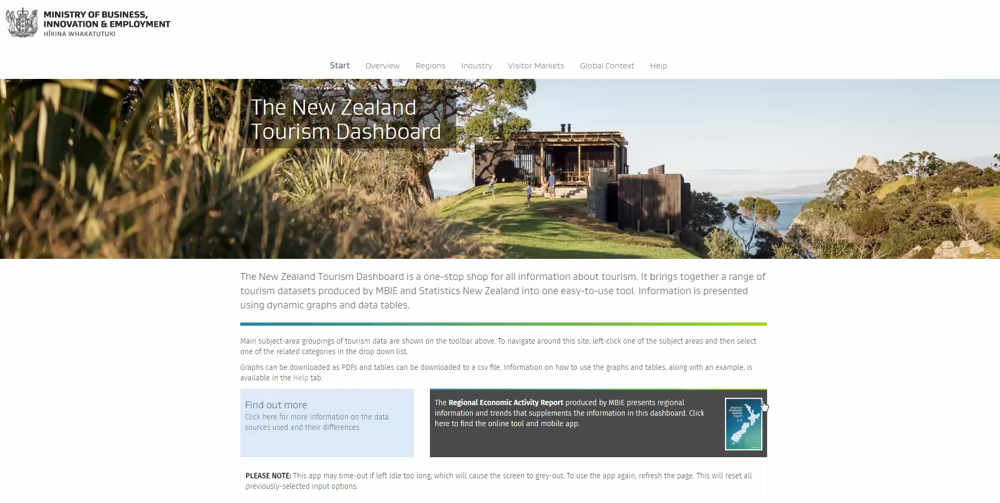 MINISTRY OF BUSINESS,
INNOVATION & EMPLOYMENT
HĪKINA WHAKATUTUKI
Start Overview Regions Industry Visitor Markets Global Context Help
The New Zealand
Tourism Dashboard
The New Zealand Tourism Dashboard is a one-stop shop for all information about tourism. It brings together a range of
tourism datasets produced by MBIE and Statistics New Zealand into one easy-to-use tool. Information is presented
using dynamic graphs and data tables.
Main subject-area groupings of tourism data are shown on the toolbar above. To navigate around this site, left-click one of the subject areas and then select
one of the related categories in the drop down list.
Graphs can be downloaded as PDFs and tables can be downloaded to a csv file. Information on how to use the graphs and tables, along with an example, is
available in the Help tab.
Find out more
Click here for more information on the data
sources used and their differences.
The Regional Economic Activity Report produced by MBIE presents regional
information and trends that supplements the information in this dashboard. Click
here to find the online tool and mobile app.
Regional
Economic
Activity
Report
2015
PLEASE NOTE: This app may time-out if left idle too long, which will cause the screen to grey-out. To use the app again, refresh the page. This will reset all
previously-selected input options.